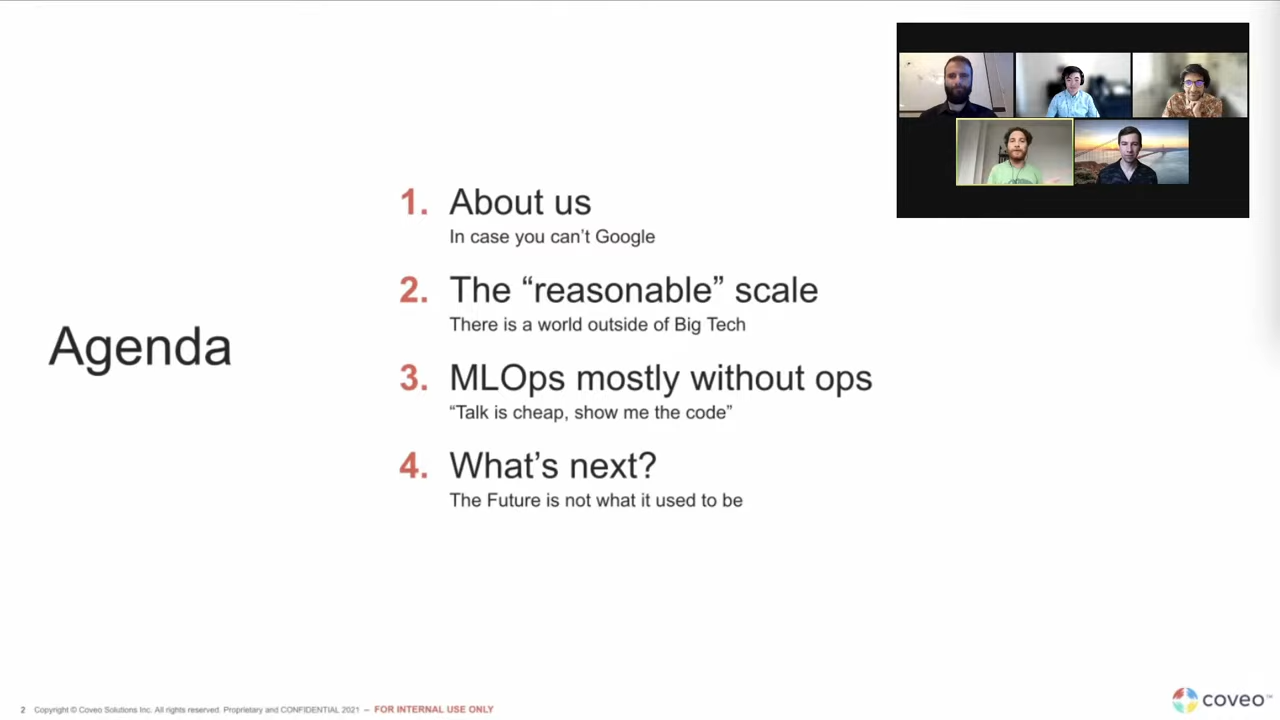 Agenda
1. About us
In case you can’t Google
2. The “reasonable” scale
There is a world outside of Big Tech
3. MLOps mostly without ops
“Talk is cheap, show me the code”
4. What’s next?
The Future is not what it used to be
2 Copyright © Coveo Solutions Inc. All rights reserved. Proprietary and CONFIDENTIAL 2021 – FOR INTERNAL USE ONLY
coveo™